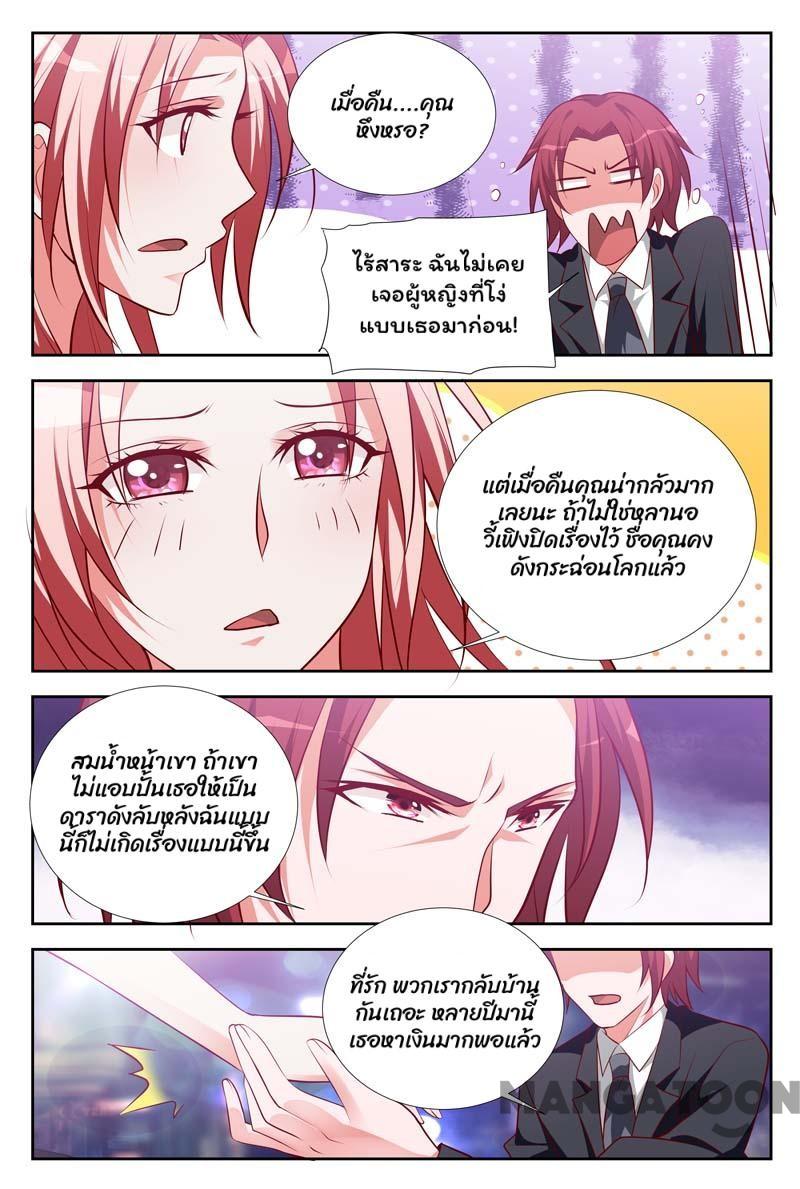 เมื่อคืน....คุณ
หึงหรอ?
ไร้สาระ ฉันไม่เคย
เจอผู้หญิงที่โง่
แบบเธอมาก่อน!
แต่เมื่อคืนคุณน่ากลัวมาก
เลยนะ ถ้าไม่ใช่หลานอ
วี้เฟิงปิดเรื่องไว้ ชื่อคุณคง
ดังกระฉ่อนโลกแล้ว
สมน้ำหน้าเขา ถ้าเขา
ไม่แอบปั้นเธอให้เป็น
ดาราดังลับหลังฉันแบบ
นี้ก็ไม่เกิดเรื่องแบบนี้ขึ้น
ที่รัก พวกเรากลับบ้าน
กันเถอะ หลายปีมานี้
เธอหาเงินมากพอแล้ว
MANGATOON